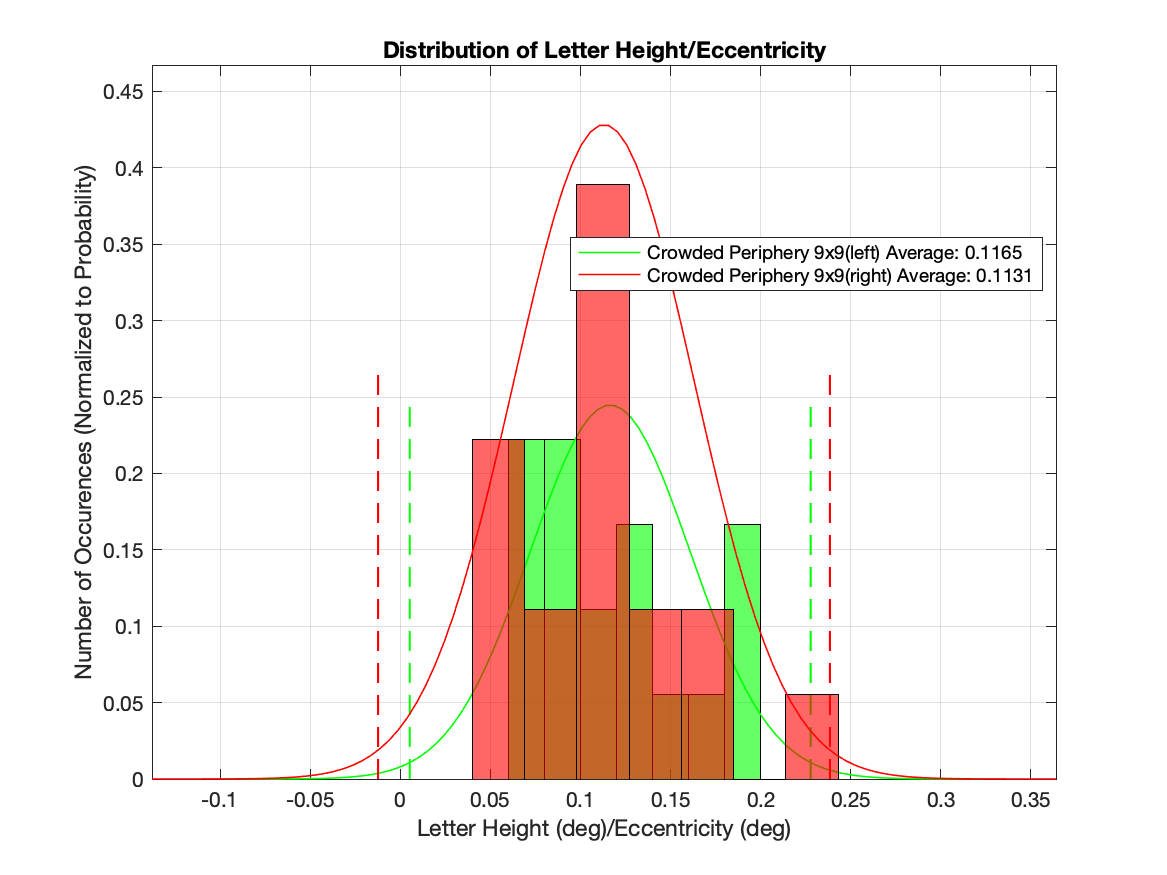 Distribution of Letter Height/Eccentricity
0.45
0.4
0.35
0.3
0.25
0.2
0.15
0.1
0.05
0
Number of Occurences (Normalized to Probability)
Crowded Periphery 9x9(left) Average: 0.1165
Crowded Periphery 9x9(right) Average: 0.1131
-0.1 -0.05 0 0.05 0.1 0.15 0.2 0.25 0.3 0.35
Letter Height (deg)/Eccentricity (deg)